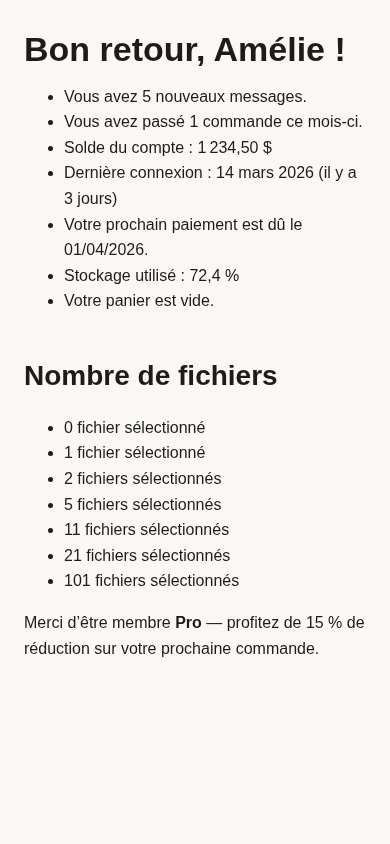 Bon retour, Amélie !
• Vous avez 5 nouveaux messages.
• Vous avez passé 1 commande ce mois-ci.
• Solde du compte : 1 234,50 $
• Dernière connexion : 14 mars 2026 (il y a
3 jours)
• Votre prochain paiement est dû le
01/04/2026.
• Stockage utilisé : 72,4 %
• Votre panier est vide.
Nombre de fichiers
• 0 fichier sélectionné
• 1 fichier sélectionné
• 2 fichiers sélectionnés
• 5 fichiers sélectionnés
• 11 fichiers sélectionnés
• 21 fichiers sélectionnés
• 101 fichiers sélectionnés
Merci d’être membre Pro — profitez de 15 % de
réduction sur votre prochaine commande.